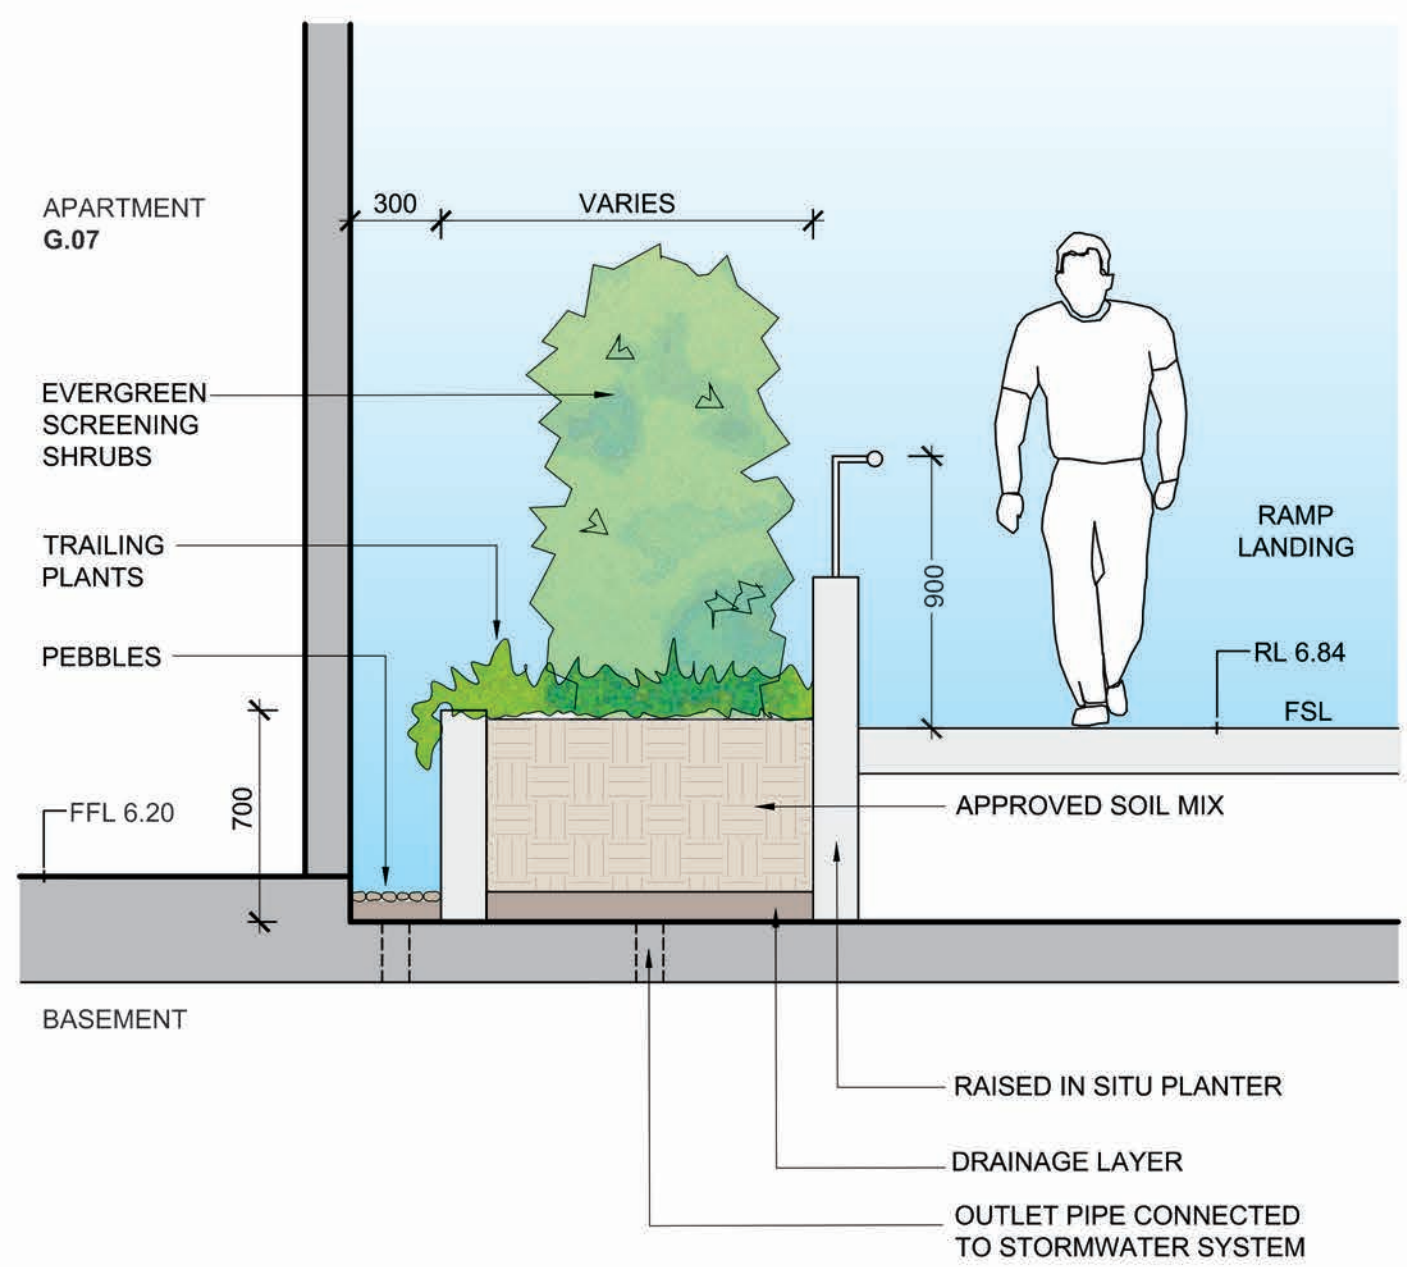 APARTMENT
G.07
300
VARIES
EVERGREEN
SCREENING
SHRUBS
TRAILING
PLANTS
PEBBLES
700
FFL 6.20
BASEMENT
900
RAMP
LANDING
RL 6.84
FSL
APPROVED SOIL MIX
RAISED IN SITU PLANTER
DRAINAGE LAYER
OUTLET PIPE CONNECTED
TO STORMWATER SYSTEM